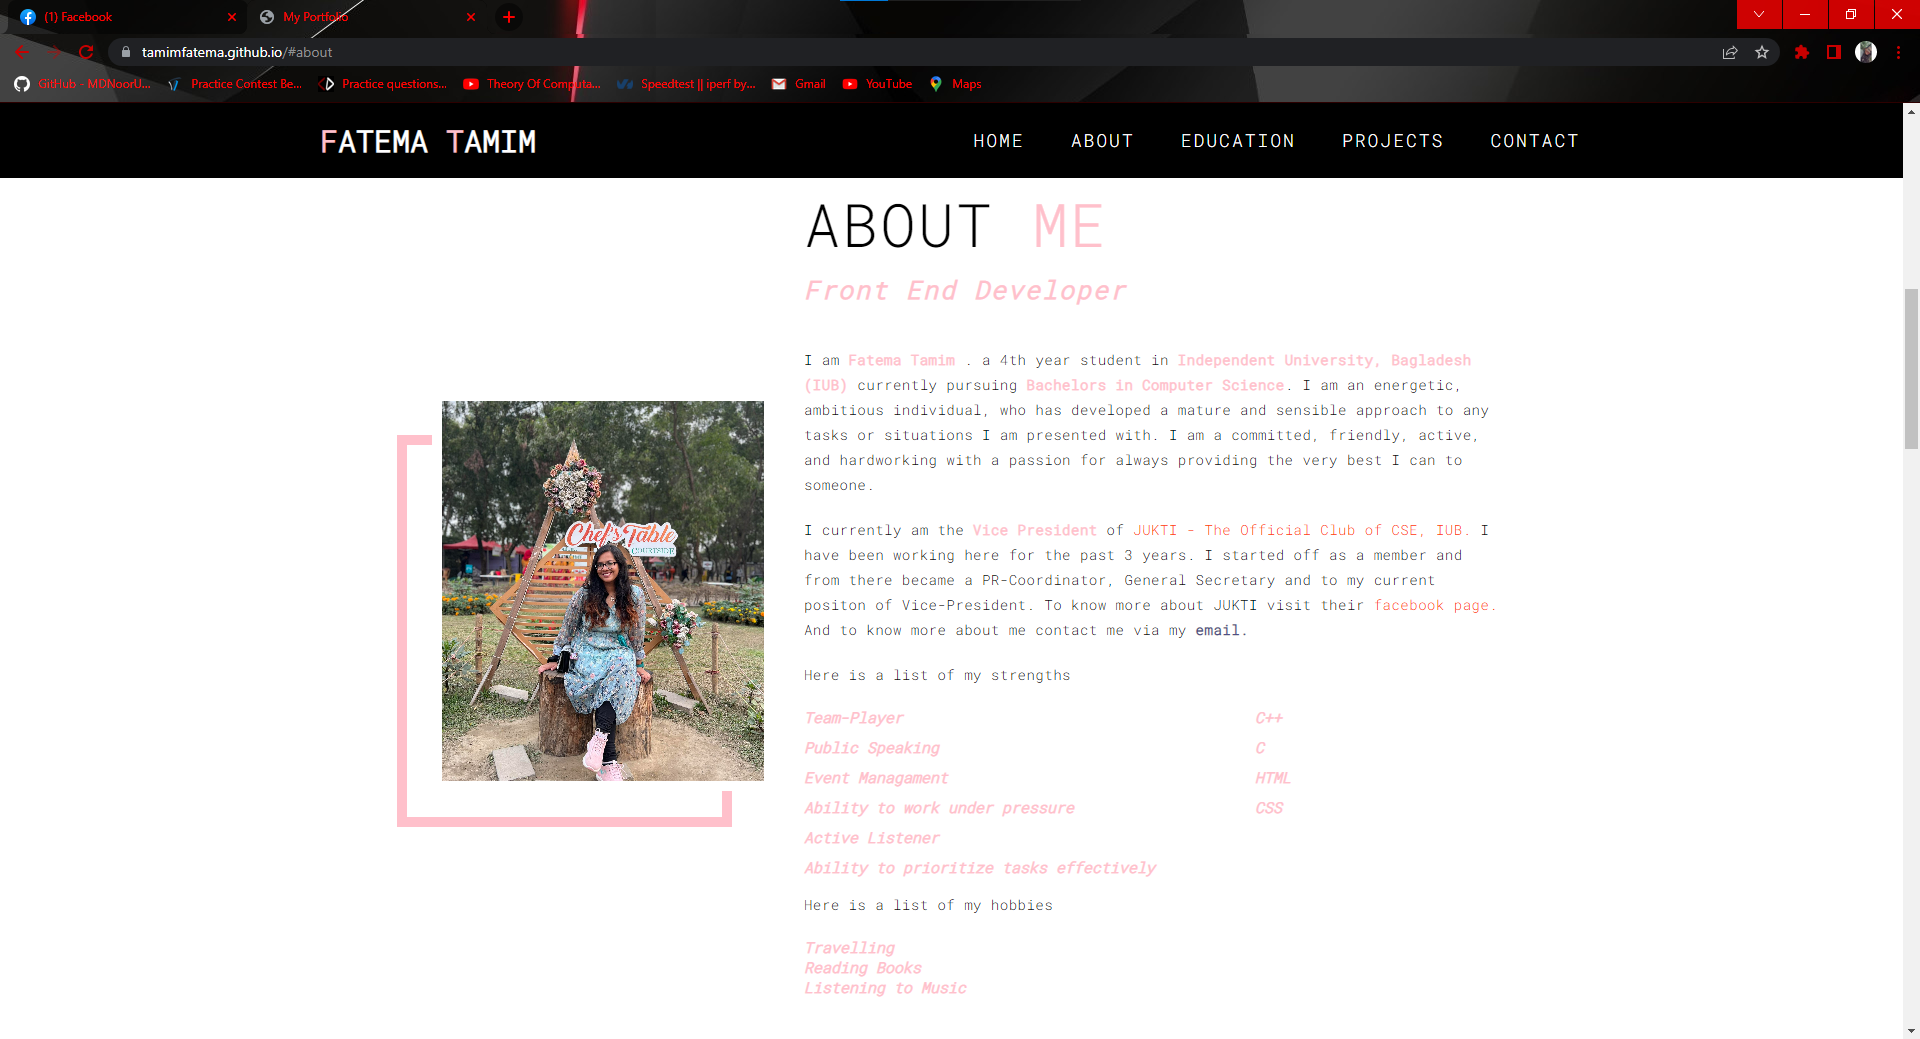 (1) Facebook
My Portfolio
tamimfatema.github.io/#about
GitHub - MDNoorU...
Practice Contest Be...
Practice questions...
Theory Of Computa...
Speedtest || iperf by...
Gmail
YouTube
Maps
FATEMA TAMIM
HOME
ABOUT
EDUCATION
PROJECTS
CONTACT
ABOUT ME
Front End Developer
I am Fatema Tamim . a 4th year student in Independent University, Bagladesh
(IUB) currently pursuing Bachelors in Computer Science. I am an energetic,
ambitious individual, who has developed a mature and sensible approach to any
tasks or situations I am presented with. I am a committed, friendly, active,
and hardworking with a passion for always providing the very best I can to
someone.
Chef's Table
COURTSIDE
I currently am the Vice President of JUKTI - The Official Club of CSE, IUB. I
have been working here for the past 3 years. I started off as a member and
from there became a PR-Coordinator, General Secretary and to my current
positon of Vice-President. To know more about JUKTI visit their facebook page.
And to know more about me contact me via my email.
Here is a list of my strengths
Team-Player
Public Speaking
Event Managament
Ability to work under pressure
Active Listener
Ability to prioritize tasks effectively
C++
C
HTML
CSS
Here is a list of my hobbies
Travelling
Reading Books
Listening to Music